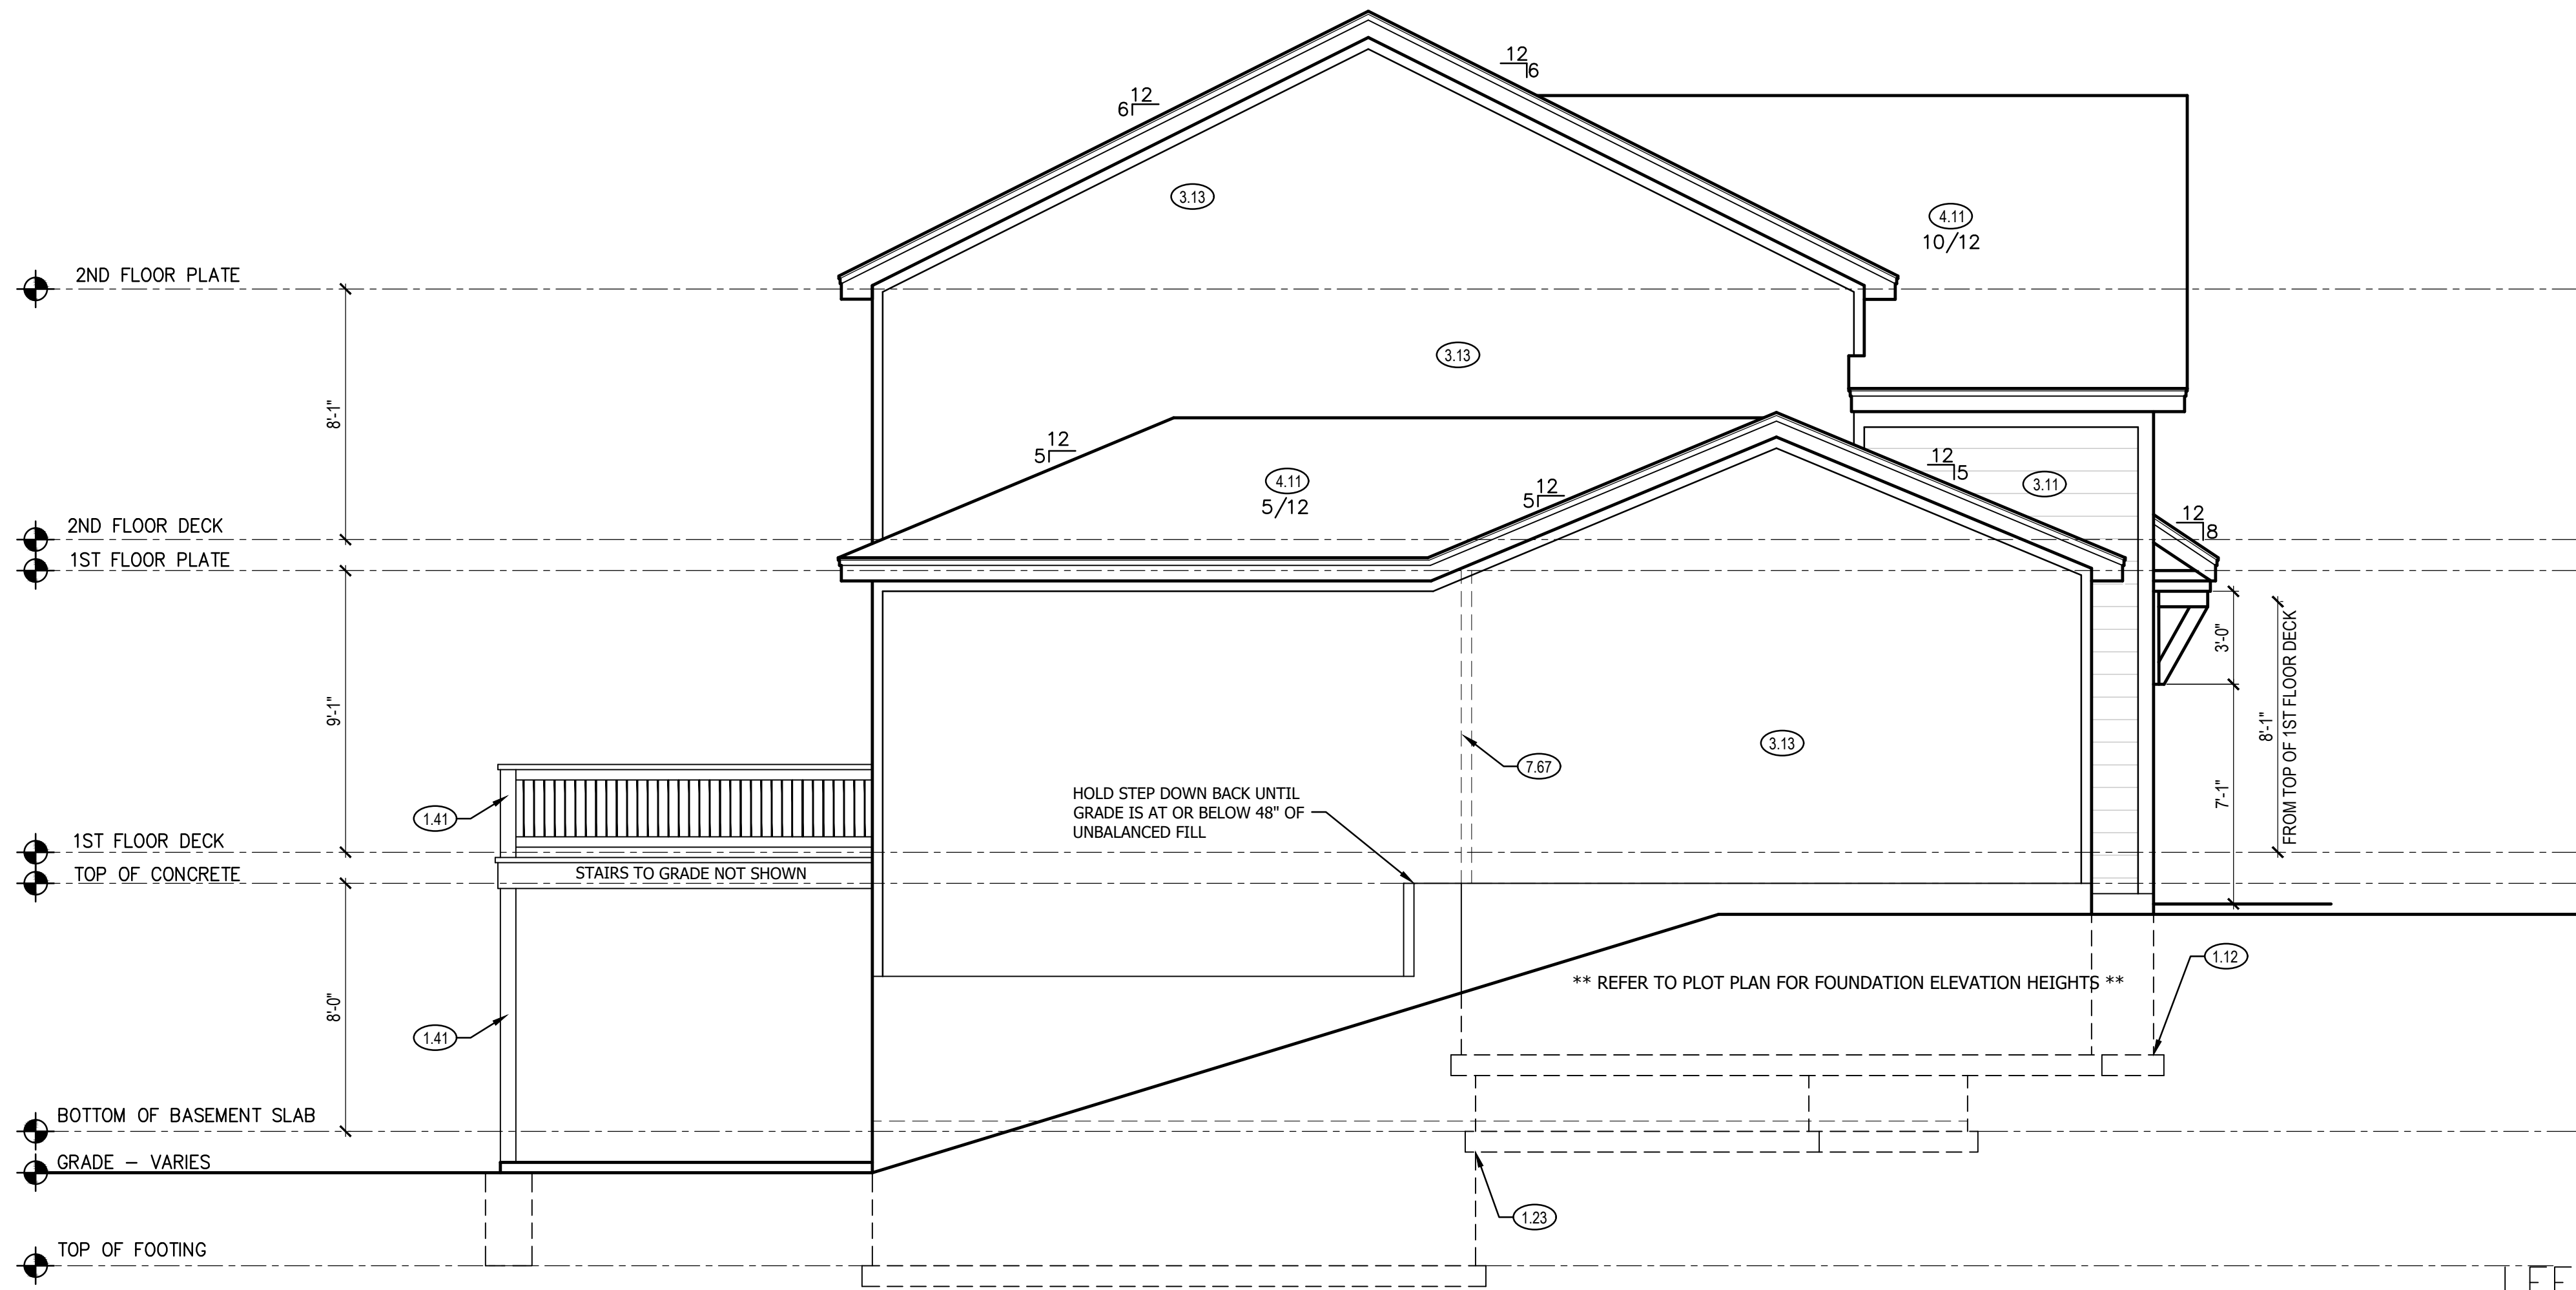 12
6
12
6
3.13
4.11
10/12
2ND FLOOR PLATE
3.13
8'-1"
12
5
12
5
12
5
4.11
5/12
3.11
2ND FLOOR DECK
12
8
1ST FLOOR PLATE
3'-0"
8'-1"
FROM TOP OF 1ST FLOOR DECK
7'-1"
9'-1"
3.13
7.67
HOLD STEP DOWN BACK UNTIL
GRADE IS AT OR BELOW 48" OF
UNBALANCED FILL
1.41
1ST FLOOR DECK
TOP OF CONCRETE
STAIRS TO GRADE NOT SHOWN
1.12
** REFER TO PLOT PLAN FOR FOUNDATION ELEVATION HEIGHTS **
8'-0"
1.41
BOTTOM OF BASEMENT SLAB
GRADE – VARIES
1.23
TOP OF FOOTING